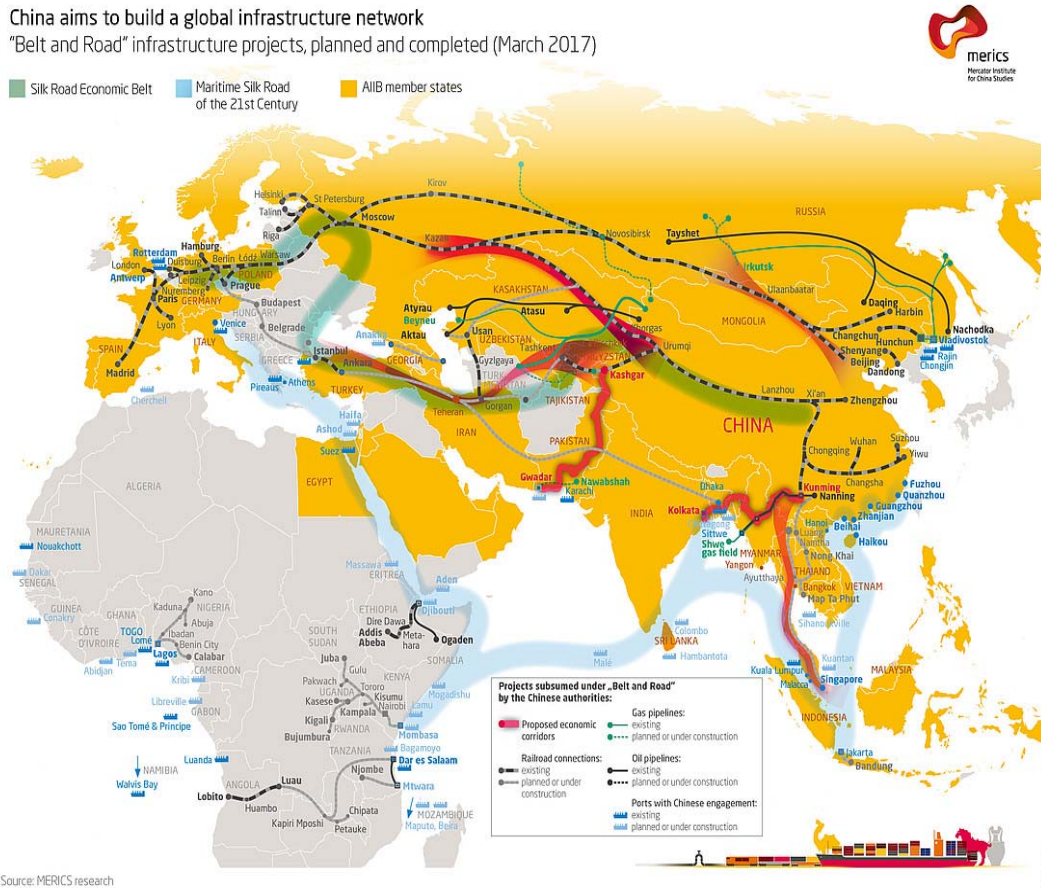 China aims to build a global infrastructure network
"Belt and Road" infrastructure projects, planned and completed (March 2017)
merics
Mercator Institute
for China Studies
Silk Road Economic Belt
Maritime Silk Road
of the 21st Century
AIIB member states
Helsinki
St Petersburg
Kirov
Talinn
Moscow
RUSSIA
Riga
Kazan
Novosibirsk
Tayshet
Hamburg
Rotterdam
Duisburg
Berlin
Łódź
Warsaw
London
Antwerp
Leipzig
POLAND
Irkutsk
Nuremberg
Prague
Paris
GERMANY
Ulaanbaatar
KASAKHSTAN
Budapest
HUNGARY
Lyon
Atyrau
Beyneu
Atasu
Daqing
Harbin
Venice
Belgrade
SERBIA
Anaklia
Aktau
Usan
MONGOLIA
Changchun
Hunchun
Nachodka
Vladivostok
ITALY
UZBEKISTAN
Tashkent
Urumqi
Shenyang
Rajin
Chongjin
SPAIN
Istanbul
GEORGIA
Gyzlgaya
Beijing
Dandong
Madrid
GREECE
Ankara
Kashgar
Pireaus
Athens
TURKEY
Gorgan
TAJIKISTAN
Lanzhou
Xi'an
Zhengzhou
Cherchell
Teheran
Haifa
Ashod
IRAN
PAKISTAN
CHINA
Suzhou
Wuhan
Yiwu
Suez
Chongqing
Changsha
ALGERIA
EGYPT
Gwadar
Nawabshah
Karachi
Dhaka
Kunming
Nanning
Fuzhou
Quanzhou
Guangzhou
Zhanjian
INDIA
Kolkata
Sittwe
Hanoi
Beihai
Haikou
MAURETANIA
Nouakchott
Shwe
gas field
MYANMAR
Yangon
Luang
Namtha
Nong Khai
Massawa
ERITREA
Aden
Dakar
SENEGAL
THAILAND
Ayutthaya
Bangkok
VIETNAM
Map Ta Phut
Djibouti
Kano
Kaduna
NIGERIA
GUINEA
Conakry
GHANA
Abuja
ETHIOPIA
Dire Dawa
Addis
Abeba
Meta-
hara
Ogaden
CÔTE
D'IVOIRE
TOGO
Lomé
Ibadan
Benin City
SOUTH
SUDAN
Colombo
SRI LANKA
Hambantota
Sihanoukville
Abidjan
Tema
Lagos
Calabar
CAMEROON
Kribi
Juba
Gulu
SOMALIA
Malé
Kuala Lumpur
Kuantan
MALAYSIA
Malacca
Singapore
Pakwach
Tororo
KENYA
UGANDA
Kisumu
Kasese
Kampala
Nairobi
Lamu
Mogadishu
Libreville
GABON
Kigali
RWANDA
Bujumbura
Mombasa
INDONESIA
Sao Tomé & Principe
TANZANIA
Bagamoyo
Dar es Salaam
Jakarta
Bandung
Luanda
NAMIBIA
Walvis Bay
ANGOLA
Luau
Njombe
Mtwara
Lobito
Huambo
Chipata
Kapiri Mposhi
Petauke
MOZAMBIQUE
Maputo, Beira
Projects subsumed under „Belt and Road"
by the Chinese authorities:
Proposed economic
corridors
Gas pipelines:
existing
planned or under construction
Railroad connections:
existing
planned or under
construction
Oil pipelines:
existing
planned or under construction
Ports with Chinese engagement:
existing
planned or under construction
Source: MERICS research